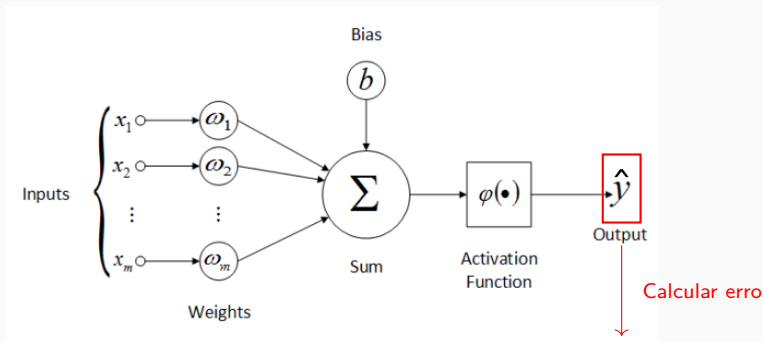 Bias
b
x₁ ω₁
x₂ ω₂
Inputs
⋮ ⋮
Σ
φ(•)
ŷ
Output
xₘ ωₘ
Sum
Activation
Function
Weights
Calcular erro